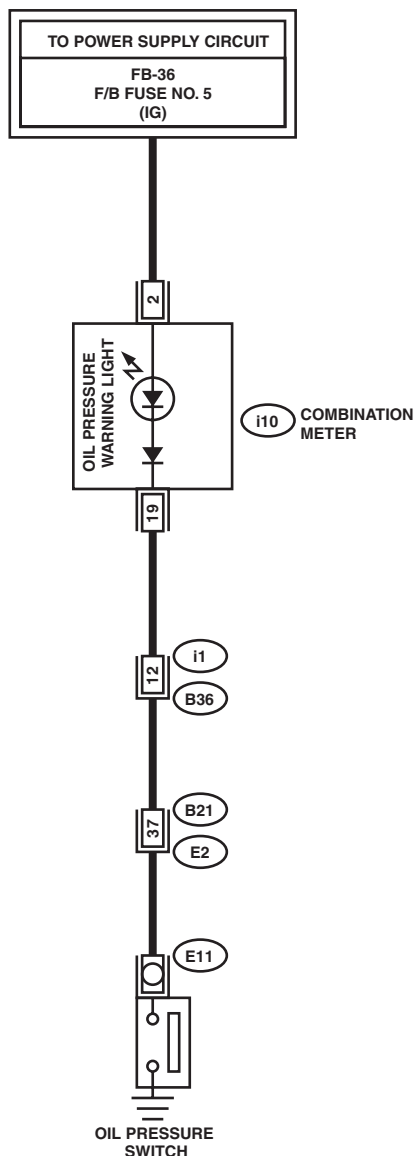 TO POWER SUPPLY CIRCUIT
FB-36
F/B FUSE NO. 5
(IG)
2
OIL PRESSURE
WARNING LIGHT
i10
COMBINATION
METER
19
12
i1
B36
37
B21
E2
E11
OIL PRESSURE
SWITCH